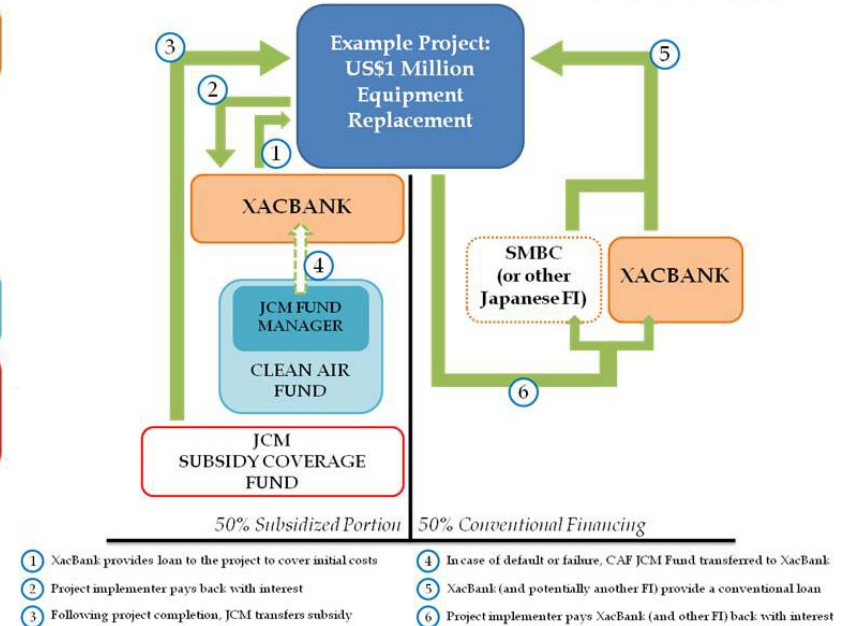 3
Example Project:
US$1 Million
Equipment
Replacement
5
2
1
XACBANK
4
JCM FUND
MANAGER
CLEAN AIR
FUND
SMBC
(or other
Japanese FI)
XACBANK
6
JCM
SUBSIDY COVERAGE
FUND
50% Subsidized Portion
50% Conventional Financing
1 XacBank provides loan to the project to cover initial costs
2 Project implementer pays back with interest
3 Following project completion, JCM transfers subsidy
4 In case of default or failure, CAF JCM Fund transferred to XacBank
5 XacBank (and potentially another FI) provide a conventional loan
6 Project implementer pays XacBank (and other FI) back with interest